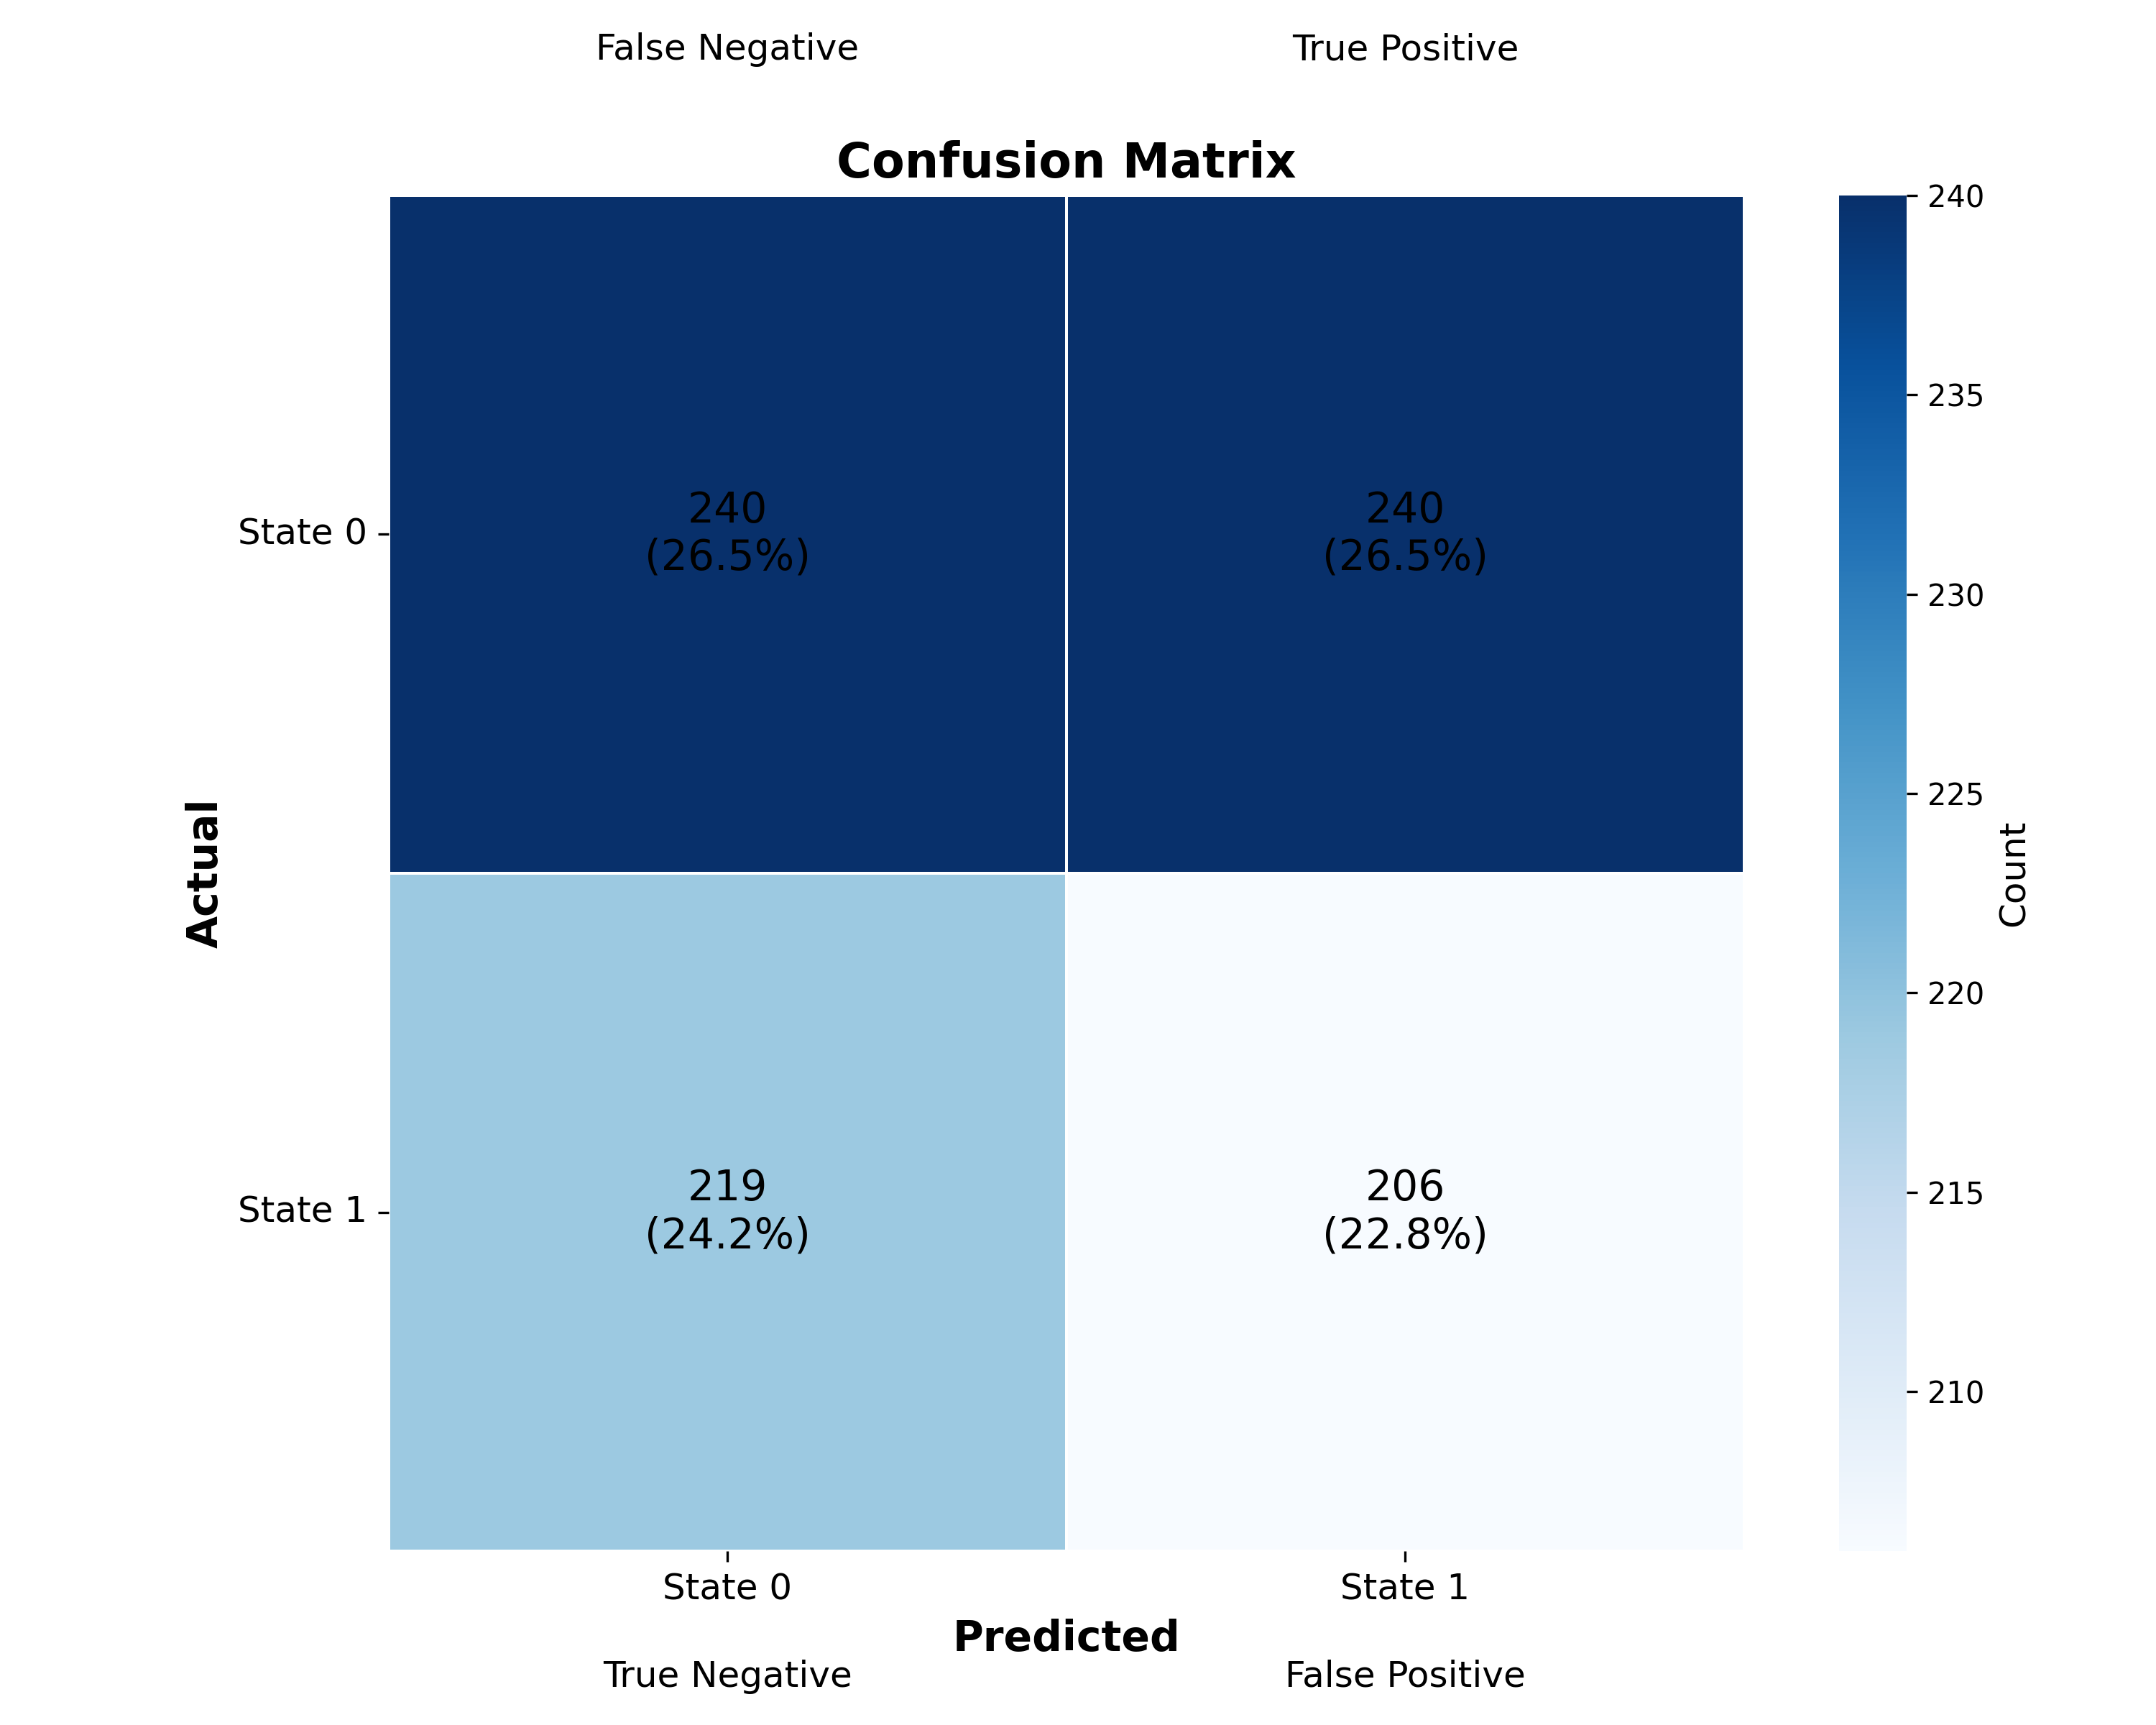 False Negative
True Positive
Confusion Matrix
240
235
230
225
220
215
210
Count
Actual
State 0
240
(26.5%)
240
(26.5%)
State 1
219
(24.2%)
206
(22.8%)
State 0
State 1
Predicted
True Negative
False Positive